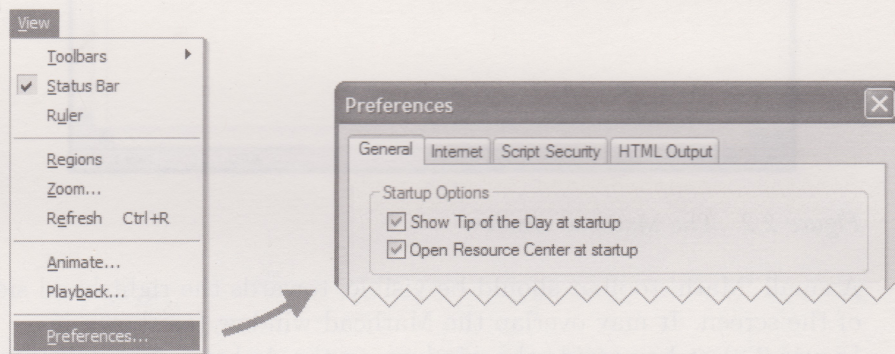 View
Toolbars
Status Bar
Ruler
Regions
Zoom...
Refresh Ctrl+R
Animate...
Playback...
Preferences...
Preferences
General Internet Script Security HTML Output
Startup Options
Show Tip of the Day at startup
Open Resource Center at startup